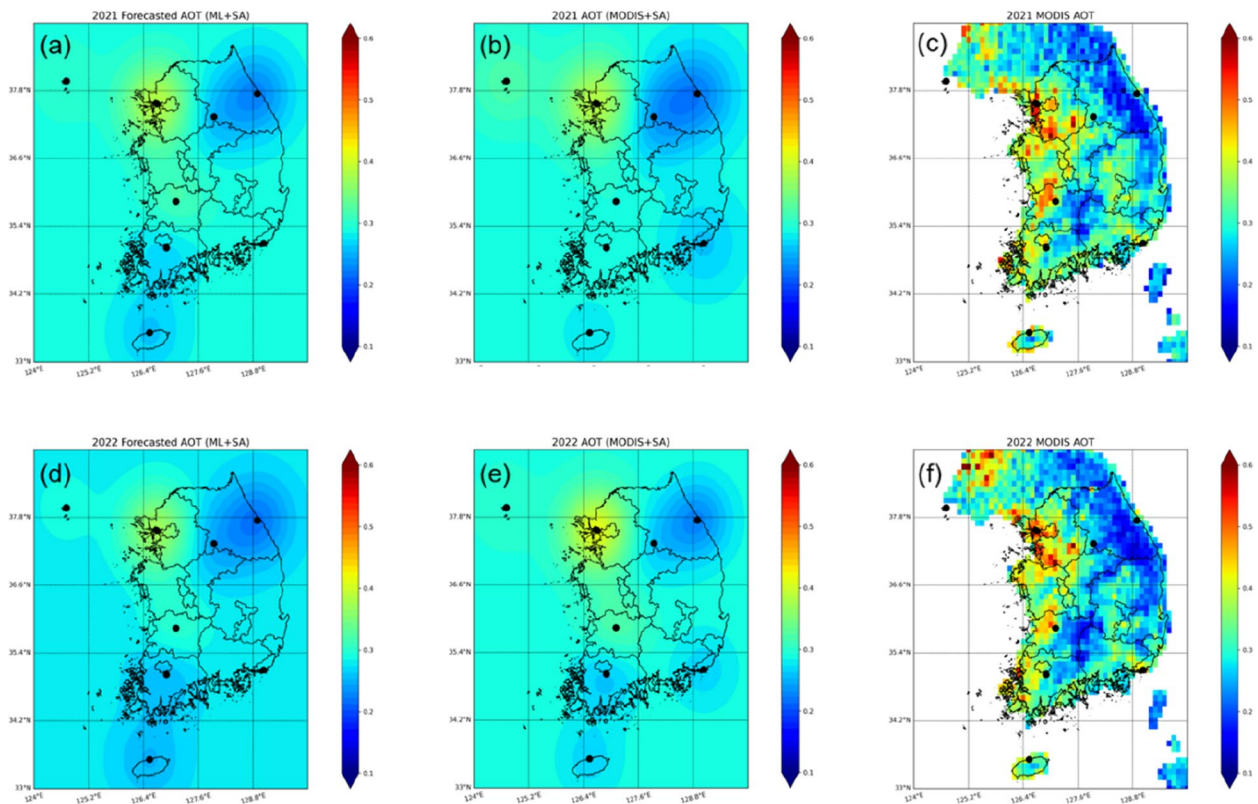 2021 Forecasted AOT (ML+SA)
2021 AOT (MODIS+SA)
2021 MODIS AOT
(a)
(b)
(c)
37.8°N
36.6°N
35.4°N
34.2°N
33°N
124°E 125.2°E 126.4°E 127.6°E 128.8°E
0.6
0.5
0.4
0.3
0.2
0.1
0.6
0.5
0.4
0.3
0.2
0.1
37.8°N
36.6°N
35.4°N
34.2°N
33°N
124°E 125.2°E 126.4°E 127.6°E 128.8°E
0.6
0.5
0.4
0.3
0.2
0.1
37.8°N
36.6°N
35.4°N
34.2°N
33°N
2022 Forecasted AOT (ML+SA)
2022 AOT (MODIS+SA)
2022 MODIS AOT
(d)
(e)
(f)
37.8°N
36.6°N
35.4°N
34.2°N
33°N
124°E 125.2°E 126.4°E 127.6°E 128.8°E
0.6
0.5
0.4
0.3
0.2
0.1
37.8°N
36.6°N
35.4°N
34.2°N
33°N
124°E 125.2°E 126.4°E 127.6°E 128.8°E
0.6
0.5
0.4
0.3
0.2
0.1
37.8°N
36.6°N
35.4°N
34.2°N
33°N
124°E 125.2°E 126.4°E 127.6°E 128.8°E
0.6
0.5
0.4
0.3
0.2
0.1